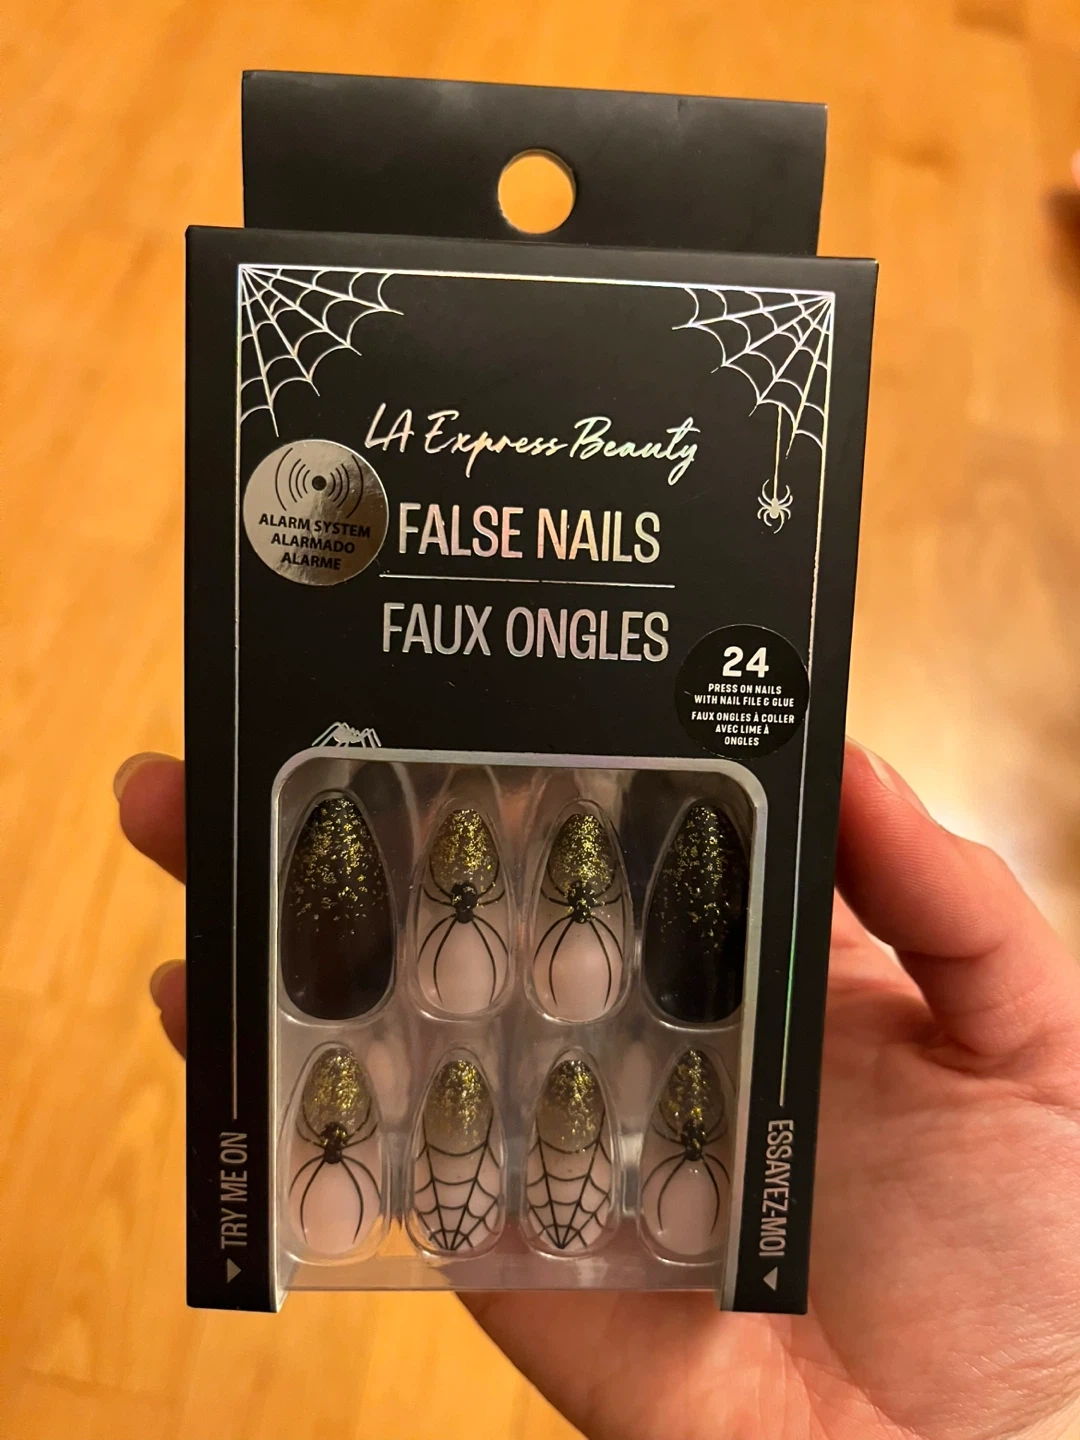 LA Express Beauty
ALARM SYSTEM
ALARMADO
ALARME
FALSE NAILS
FAUX ONGLES
24
PRESS ON NAILS
WITH NAIL FILE & GLUE
FAUX ONGLES À COLLER
AVEC LIME À
ONGLES
TRY ME ON
ESSAYEZ-MOI